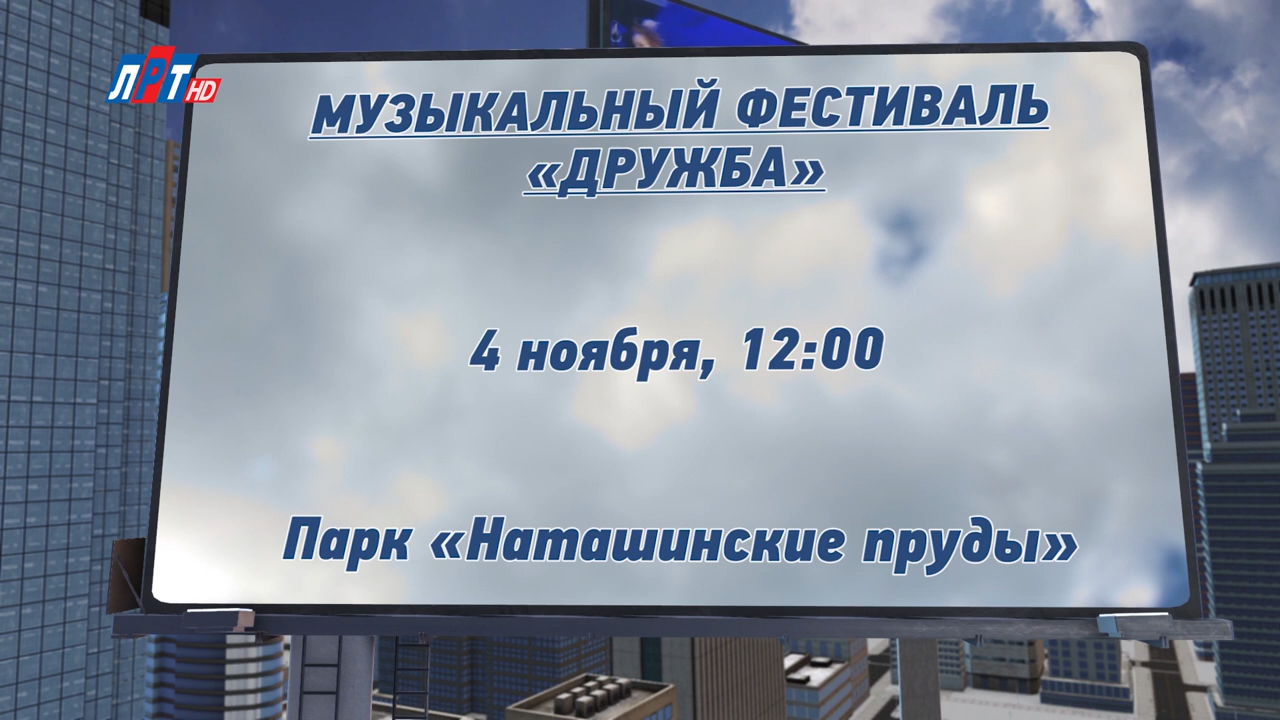 ЛРТ HD
МУЗЫКАЛЬНЫЙ ФЕСТИВАЛЬ
«ДРУЖБА»
4 ноября, 12:00
Парк «Наташинские пруды»